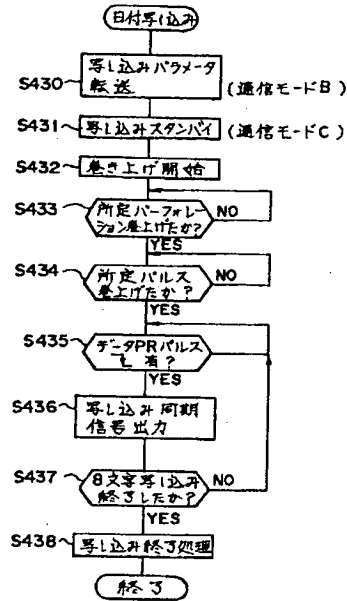 日付写し込み
S430
写し込みパラメータ
転送
(通信モードB)
S431
写し込みスタンバイ
(通信モードC)
S432
巻き上げ開始
S433
所定パーフォレー
ション巻上げたか?
NO
YES
S434
所定パルス
巻上げたか?
NO
YES
S435
データPRパルス
有?
YES
S436
写し込み同期
信号出力
S437
8文字写し込み
終了したか?
NO
YES
S438
写し込み終了処理
終了